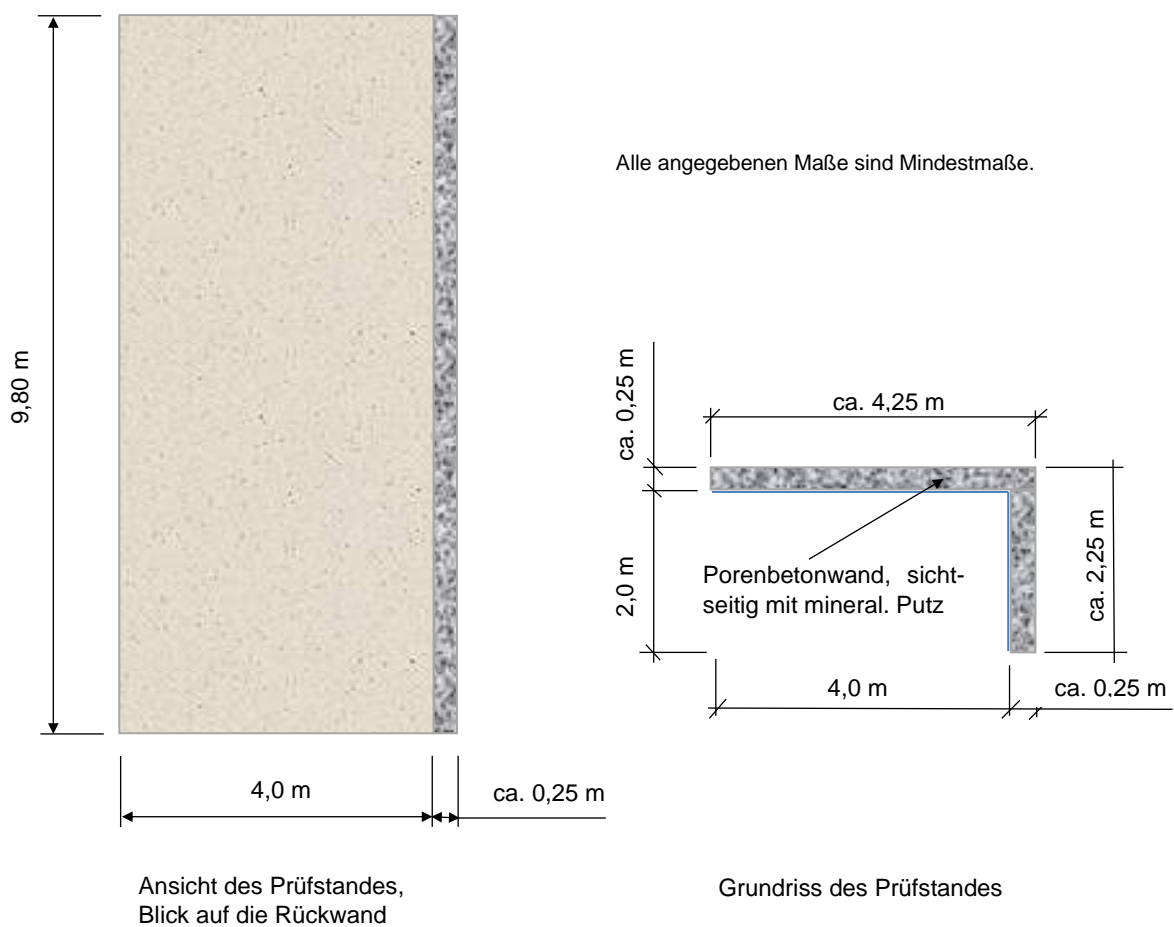 Alle angegebenen Maße sind Mindestmaße.
9,80 m
4,0 m
ca. 0,25 m
Ansicht des Prüfstandes,
Blick auf die Rückwand
ca. 0,25 m
ca. 4,25 m
2,0 m
Porenbetonwand, sicht-
seitig mit mineral. Putz
ca. 2,25 m
4,0 m
ca. 0,25 m
Grundriss des Prüfstandes